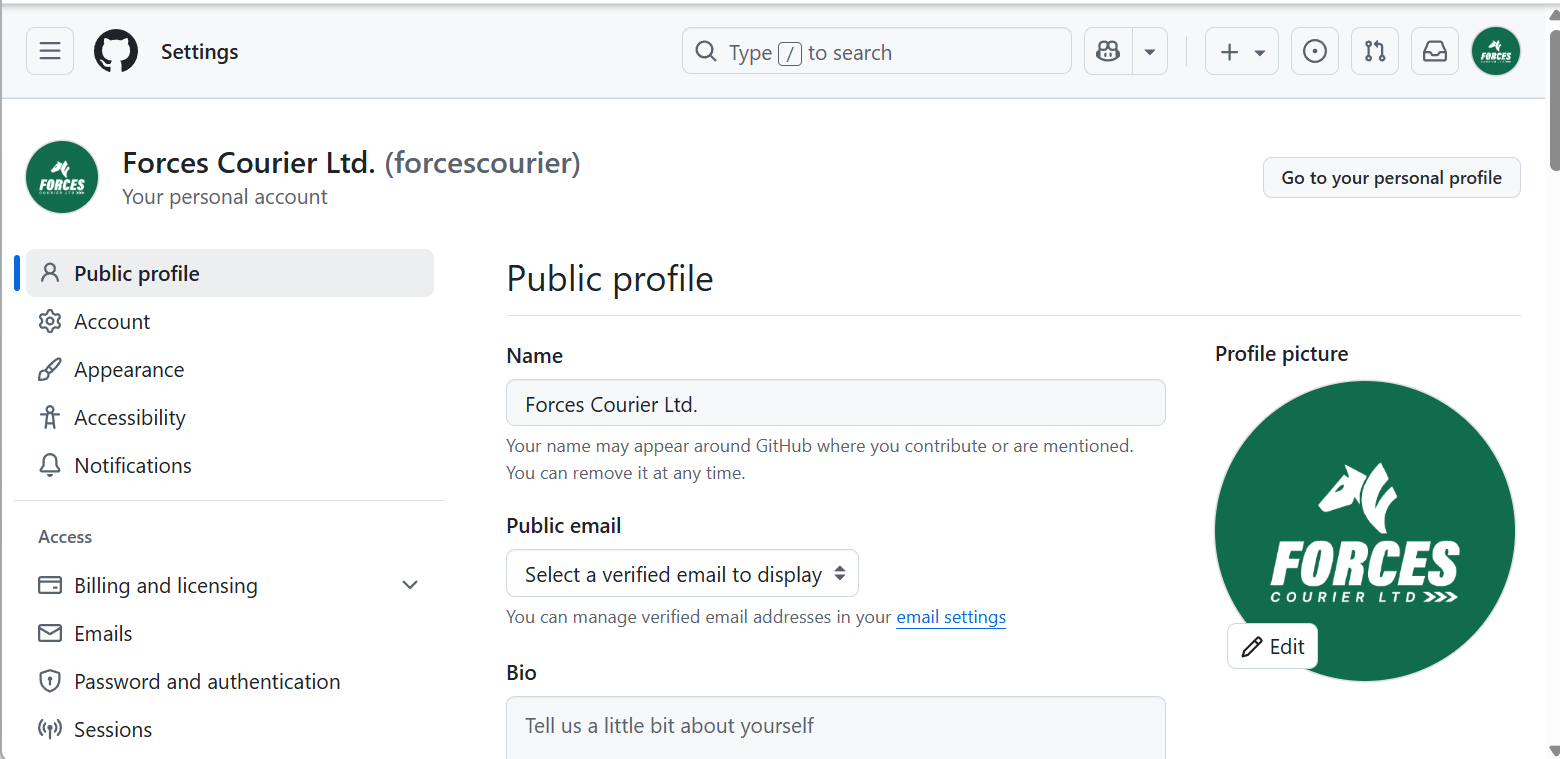 Settings
Type / to search
FORCES
FORCES
COURIER LTD
Forces Courier Ltd. (forcescourier)
Your personal account
Go to your personal profile
Public profile
Account
Appearance
Accessibility
Notifications
Access
Billing and licensing
Emails
Password and authentication
Sessions
Public profile
Name
Forces Courier Ltd.
Your name may appear around GitHub where you contribute or are mentioned.
You can remove it at any time.
Public email
Select a verified email to display
You can manage verified email addresses in your email settings
Bio
Tell us a little bit about yourself
Profile picture
FORCES
COURIER LTD
Edit